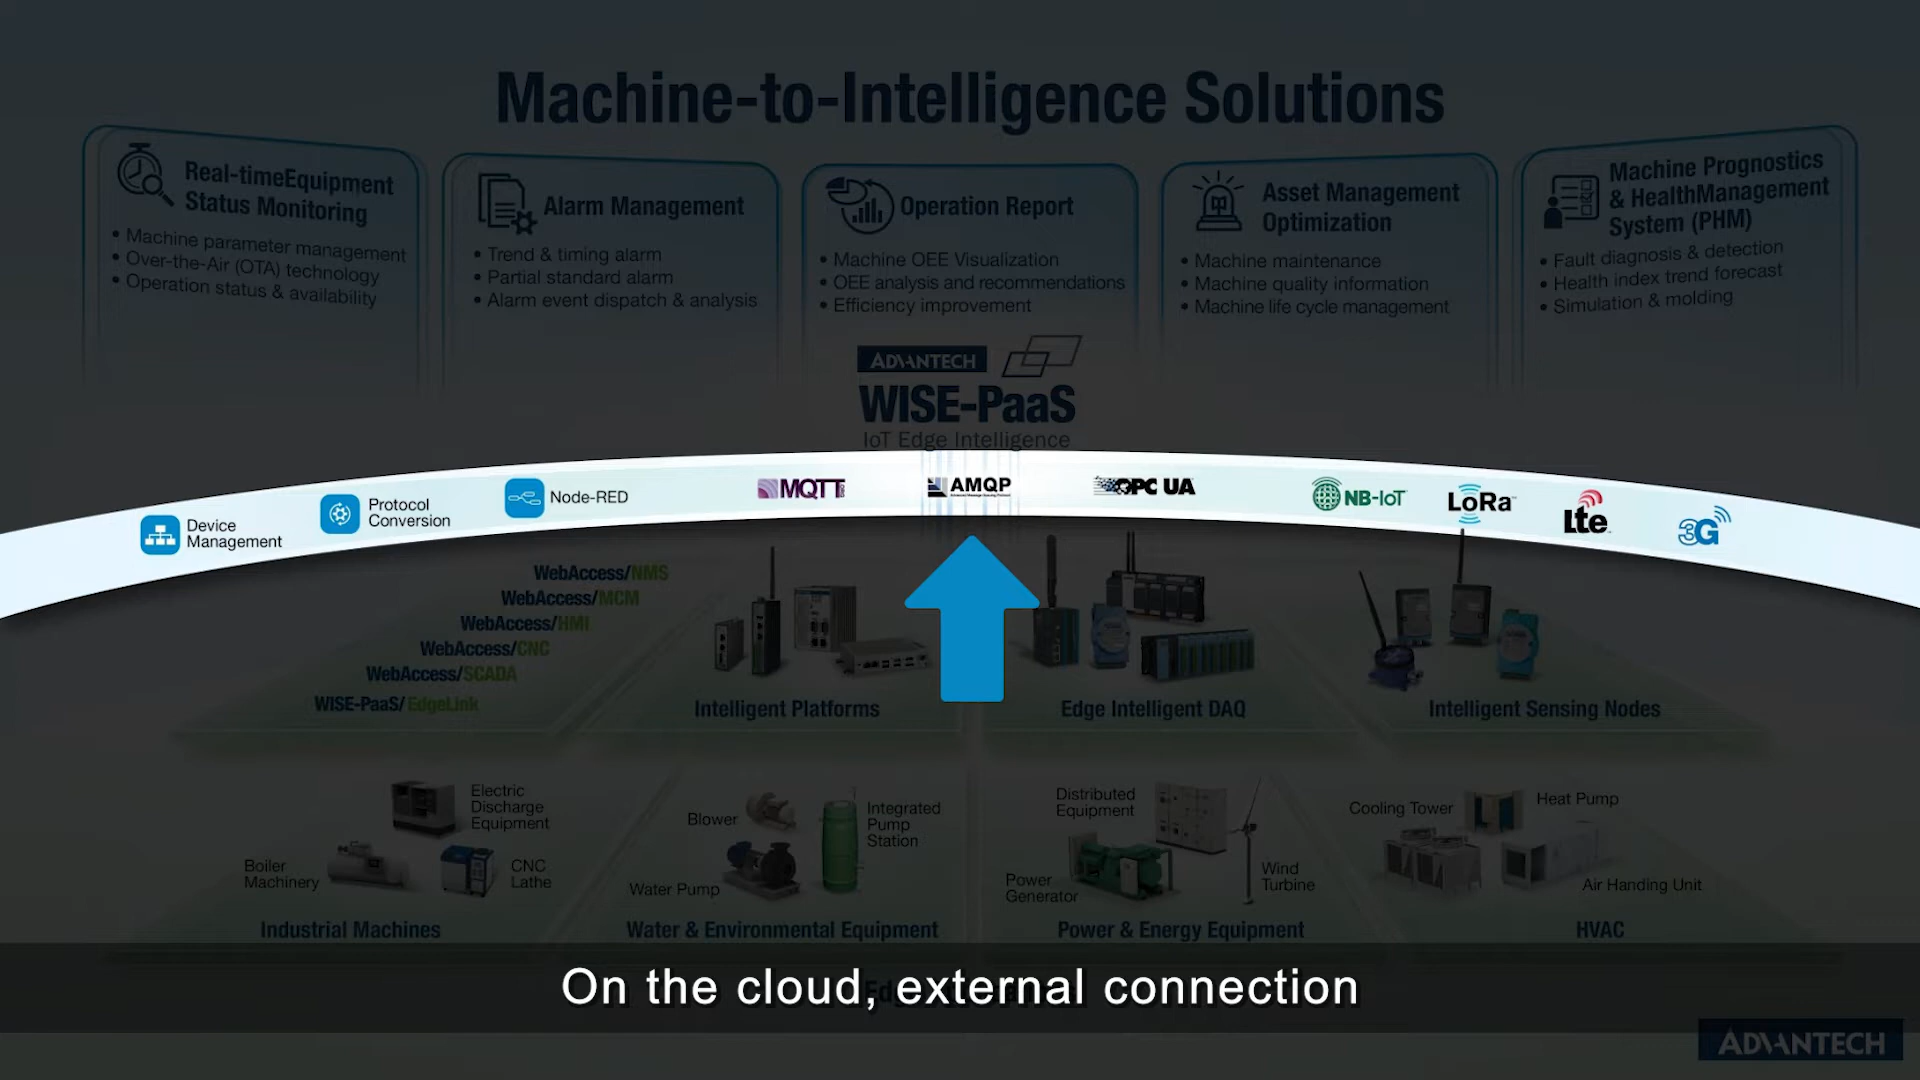 Machine-to-Intelligence Solutions
Real-timeEquipment
Status Monitoring
• Machine parameter management
• Over-the-Air (OTA) technology
• Operation status & availability
Alarm Management
• Trend & timing alarm
• Partial standard alarm
• Alarm event dispatch & analysis
Operation Report
• Machine OEE Visualization
• OEE analysis and recommendations
• Efficiency improvement
Asset Management
Optimization
• Machine maintenance
• Machine quality information
• Machine life cycle management
Machine Prognostics
& HealthManagement
System (PHM)
• Fault diagnosis & detection
• Health index trend forecast
• Simulation & molding
ADVANTECH
WISE-PaaS
IoT Edge Intelligence
Device
Management
Protocol
Conversion
Node-RED
MQTT
AMQP
OPC UA
NB-IoT
LoRa
Lte
3G
WebAccess/NMS
WebAccess/MCM
WebAccess/HMI
WebAccess/CNC
WebAccess/SCADA
WISE-PaaS/EdgeLink
Intelligent Platforms
Edge Intelligent DAQ
Intelligent Sensing Nodes
Electric
Discharge
Equipment
Boiler
Machinery
CNC
Lathe
Industrial Machines
Blower
Integrated
Pump
Station
Water Pump
Water & Environmental Equipment
Distributed
Equipment
Power
Generator
Wind
Turbine
Power & Energy Equipment
Cooling Tower
Heat Pump
Air Handing Unit
HVAC
On the cloud, external connection
ADVANTECH